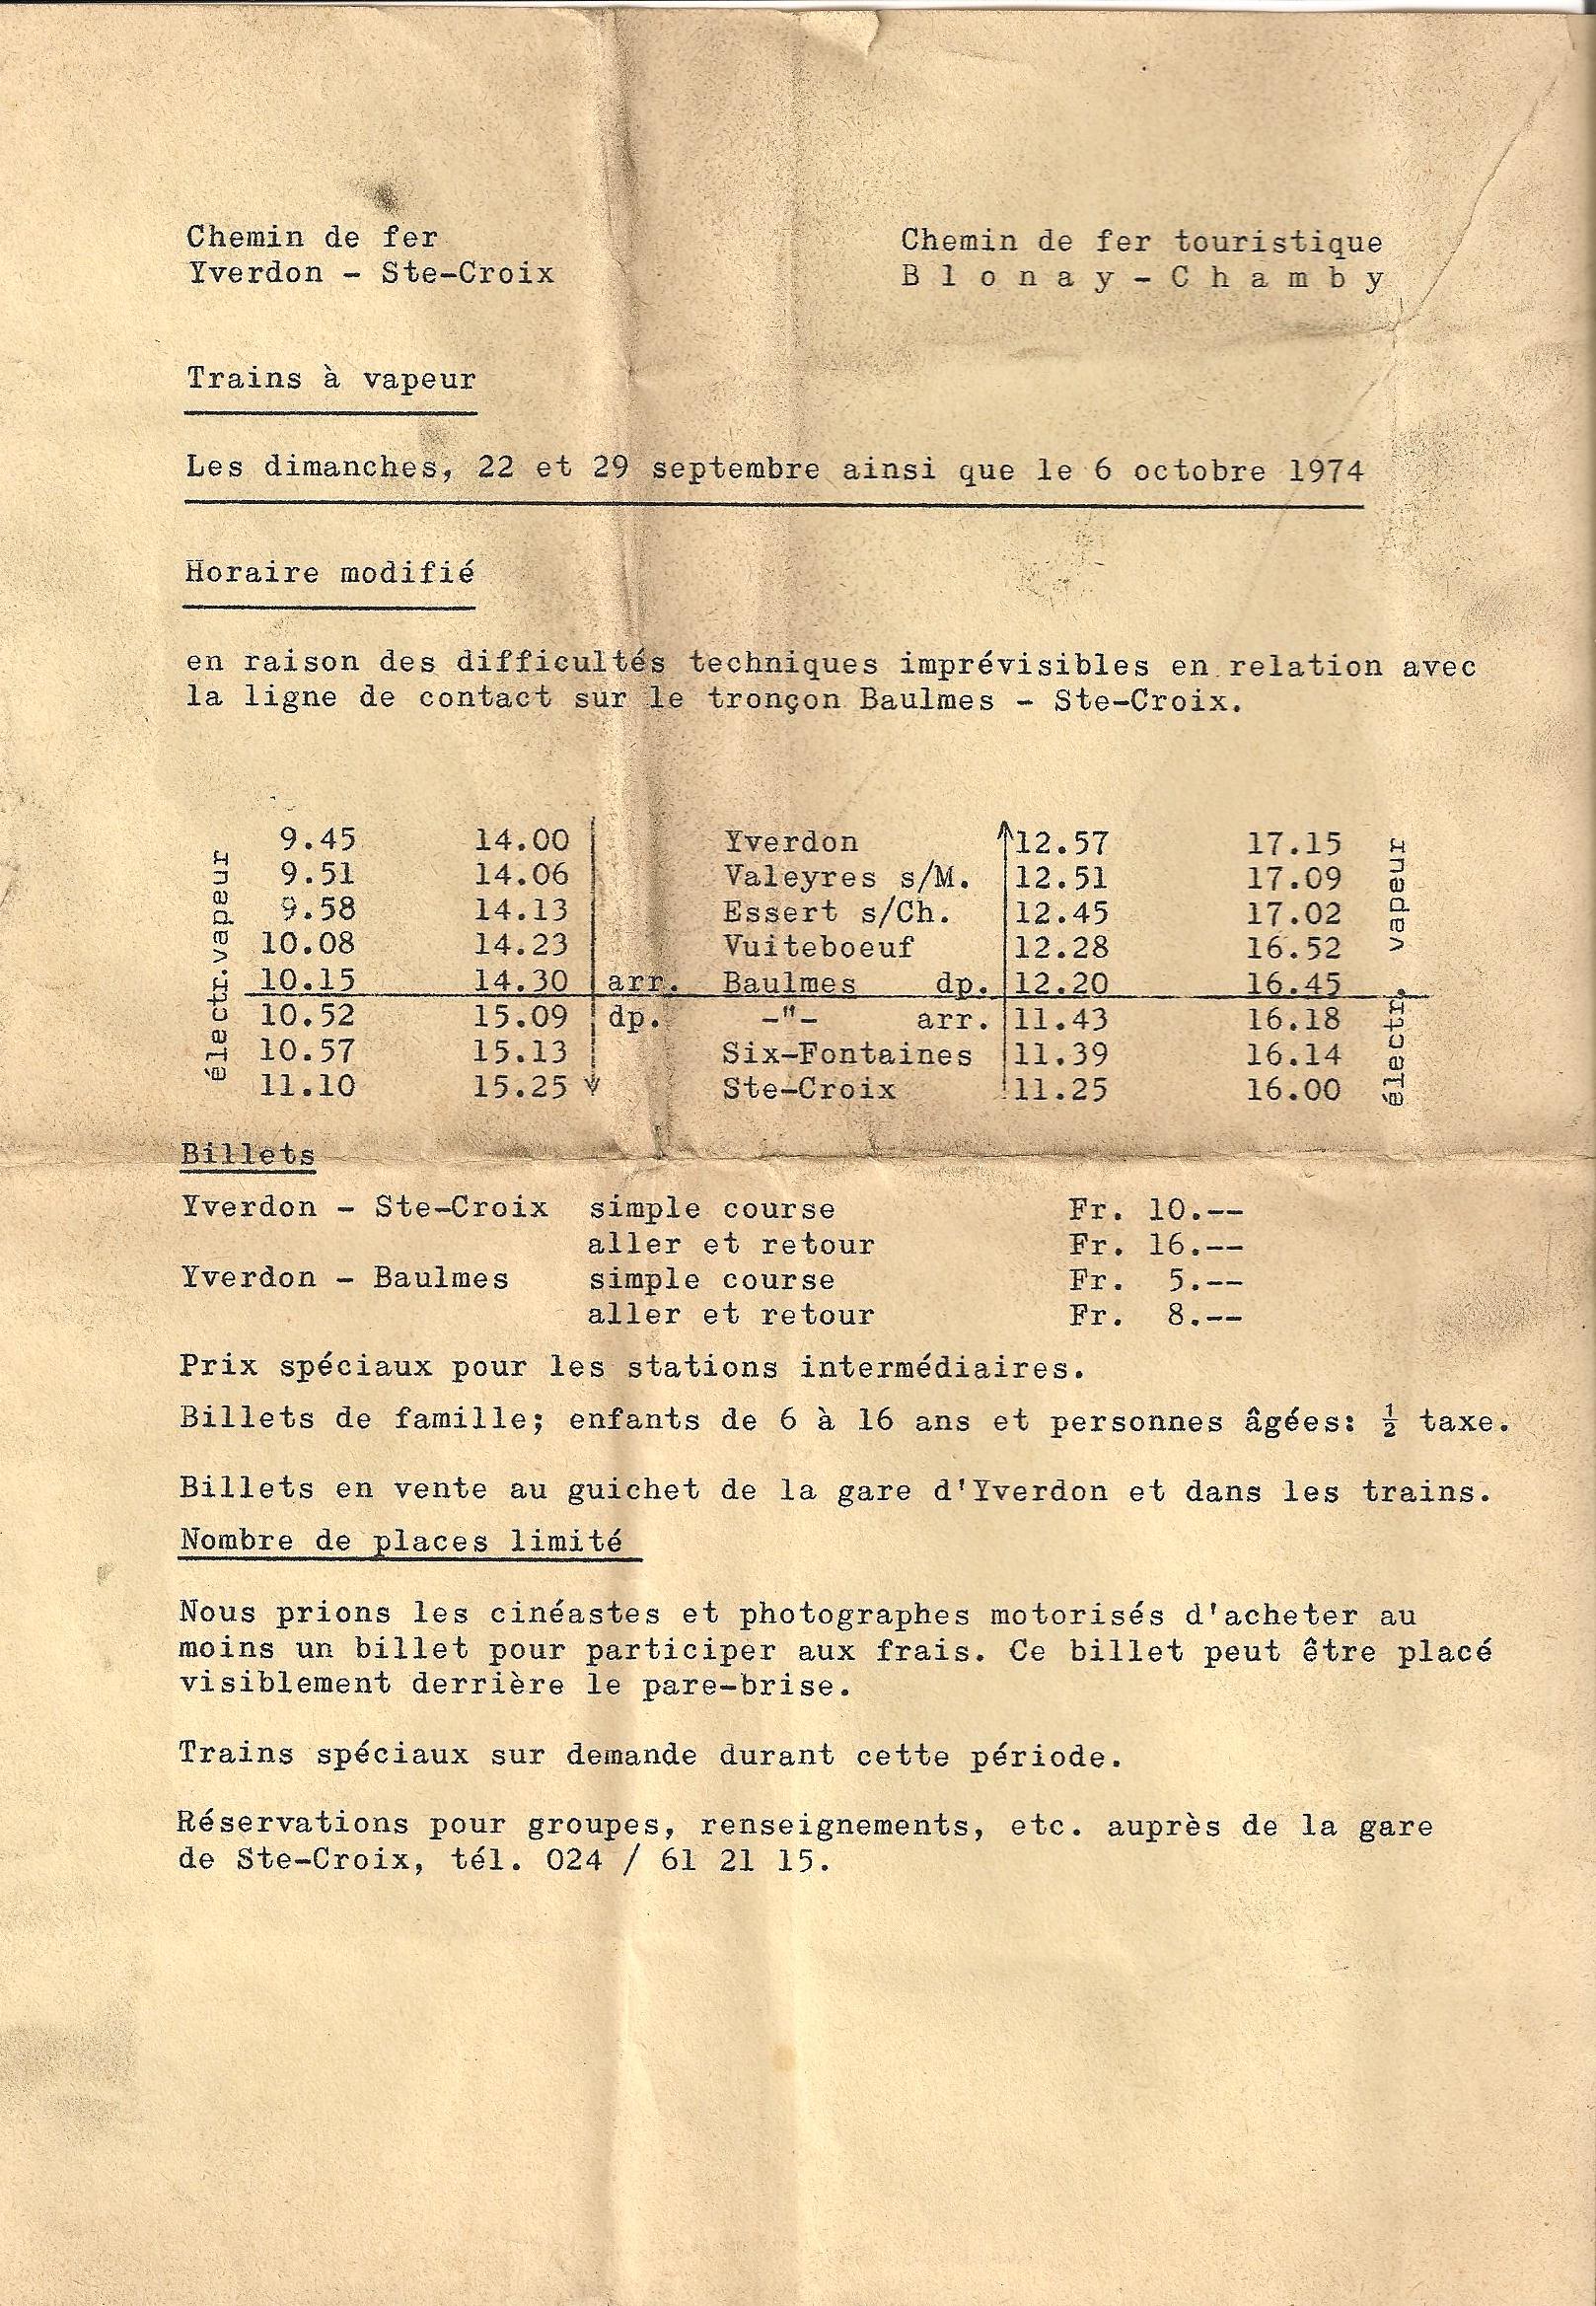 Chemin de fer
Yverdon - Ste-Croix
Chemin de fer touristique
Blonay-Chamby
Trains à vapeur
Les dimanches, 22 et 29 septembre ainsi que le 6 octobre 1974
Horaire modifié
en raison des difficultés techniques imprévisibles en relation avec
la ligne de contact sur le tronçon Baulmes - Ste-Croix.
vapeur
électr.
9.45 14.00 Yverdon 12.57 17.15
9.51 14.06 Valeyres s/M. 12.51 17.09
9.58 14.13 Essert s/Ch. 12.45 17.02
10.08 14.23 Vuiteboeuf 12.28 16.52
10.15 14.30 arr. Baulmes dp. 12.20 16.45
10.52 15.09 dp. -"- arr. 11.43 16.18
10.57 15.13 Six-Fontaines 11.39 16.14
11.10 15.25 Ste-Croix 11.25 16.00
vapeur
électr.
Billets
Yverdon - Ste-Croix simple course Fr. 10.--
aller et retour Fr. 16.--
Yverdon - Baulmes simple course Fr. 5.--
aller et retour Fr. 8.--
Prix spéciaux pour les stations intermédiaires.
Billets de famille; enfants de 6 à 16 ans et personnes âgées: ½ taxe.
Billets en vente au guichet de la gare d'Yverdon et dans les trains.
Nombre de places limité
Nous prions les cinéastes et photographes motorisés d'acheter au
moins un billet pour participer aux frais. Ce billet peut être placé
visiblement derrière le pare-brise.
Trains spéciaux sur demande durant cette période.
Réservations pour groupes, renseignements, etc. auprès de la gare
de Ste-Croix, tél. 024 / 61 21 15.